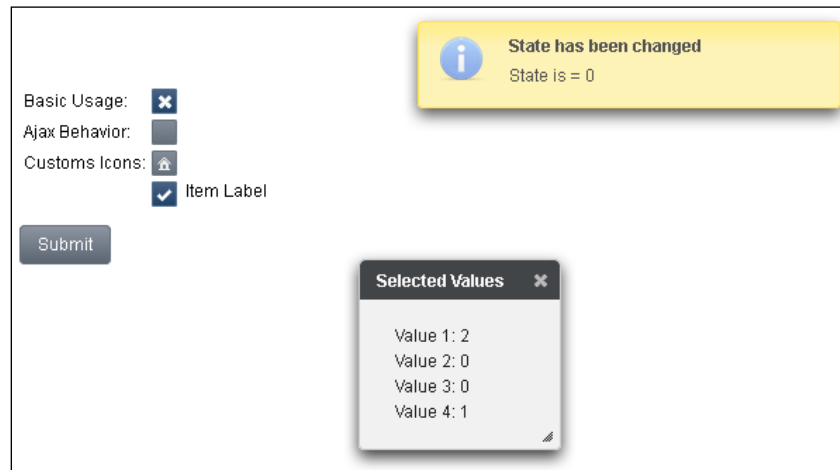 State has been changed
State is = 0
Basic Usage:
Ajax Behavior:
Customs Icons:
Item Label
Submit
Selected Values
Value 1: 2
Value 2: 0
Value 3: 0
Value 4: 1